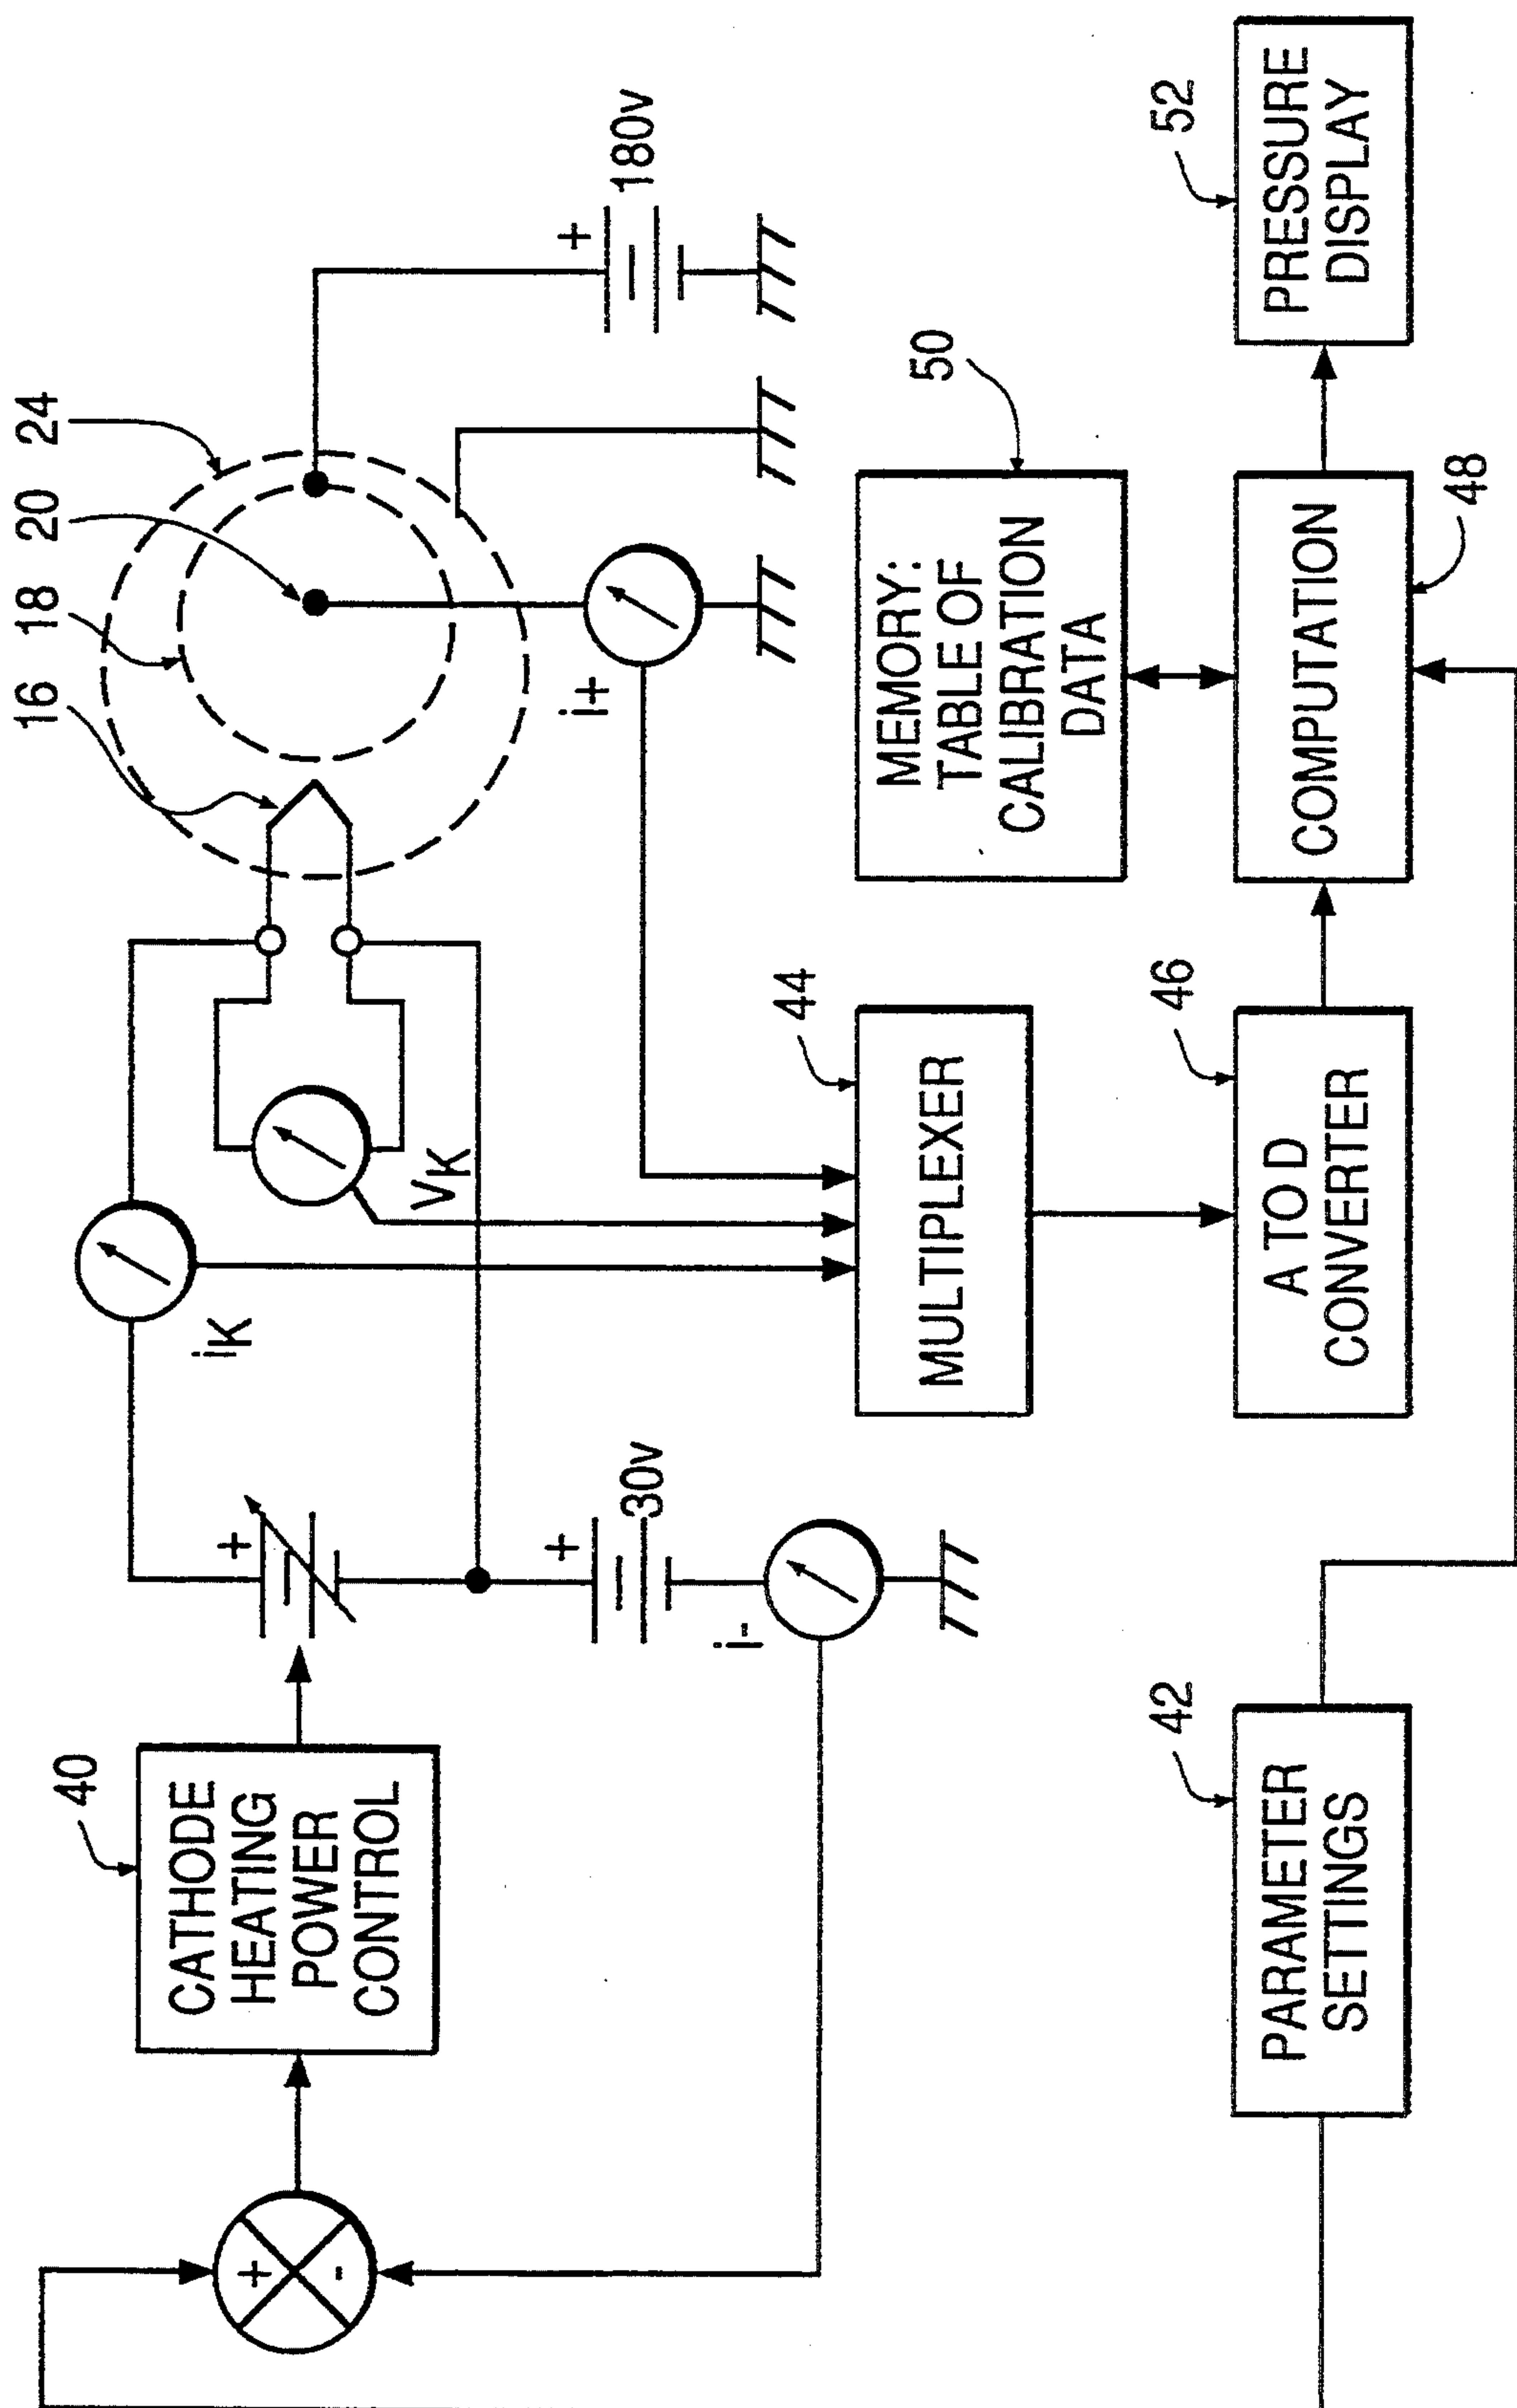 16
18
20
24
iK
VK
+
-
40
CATHODE
HEATING
POWER
CONTROL
+
+
30v
i-
i+
+
180v
44
MULTIPLEXER
50
MEMORY:
TABLE OF
CALIBRATION
DATA
42
PARAMETER
SETTINGS
46
A TO D
CONVERTER
COMPUTATION
48
52
PRESSURE
DISPLAY